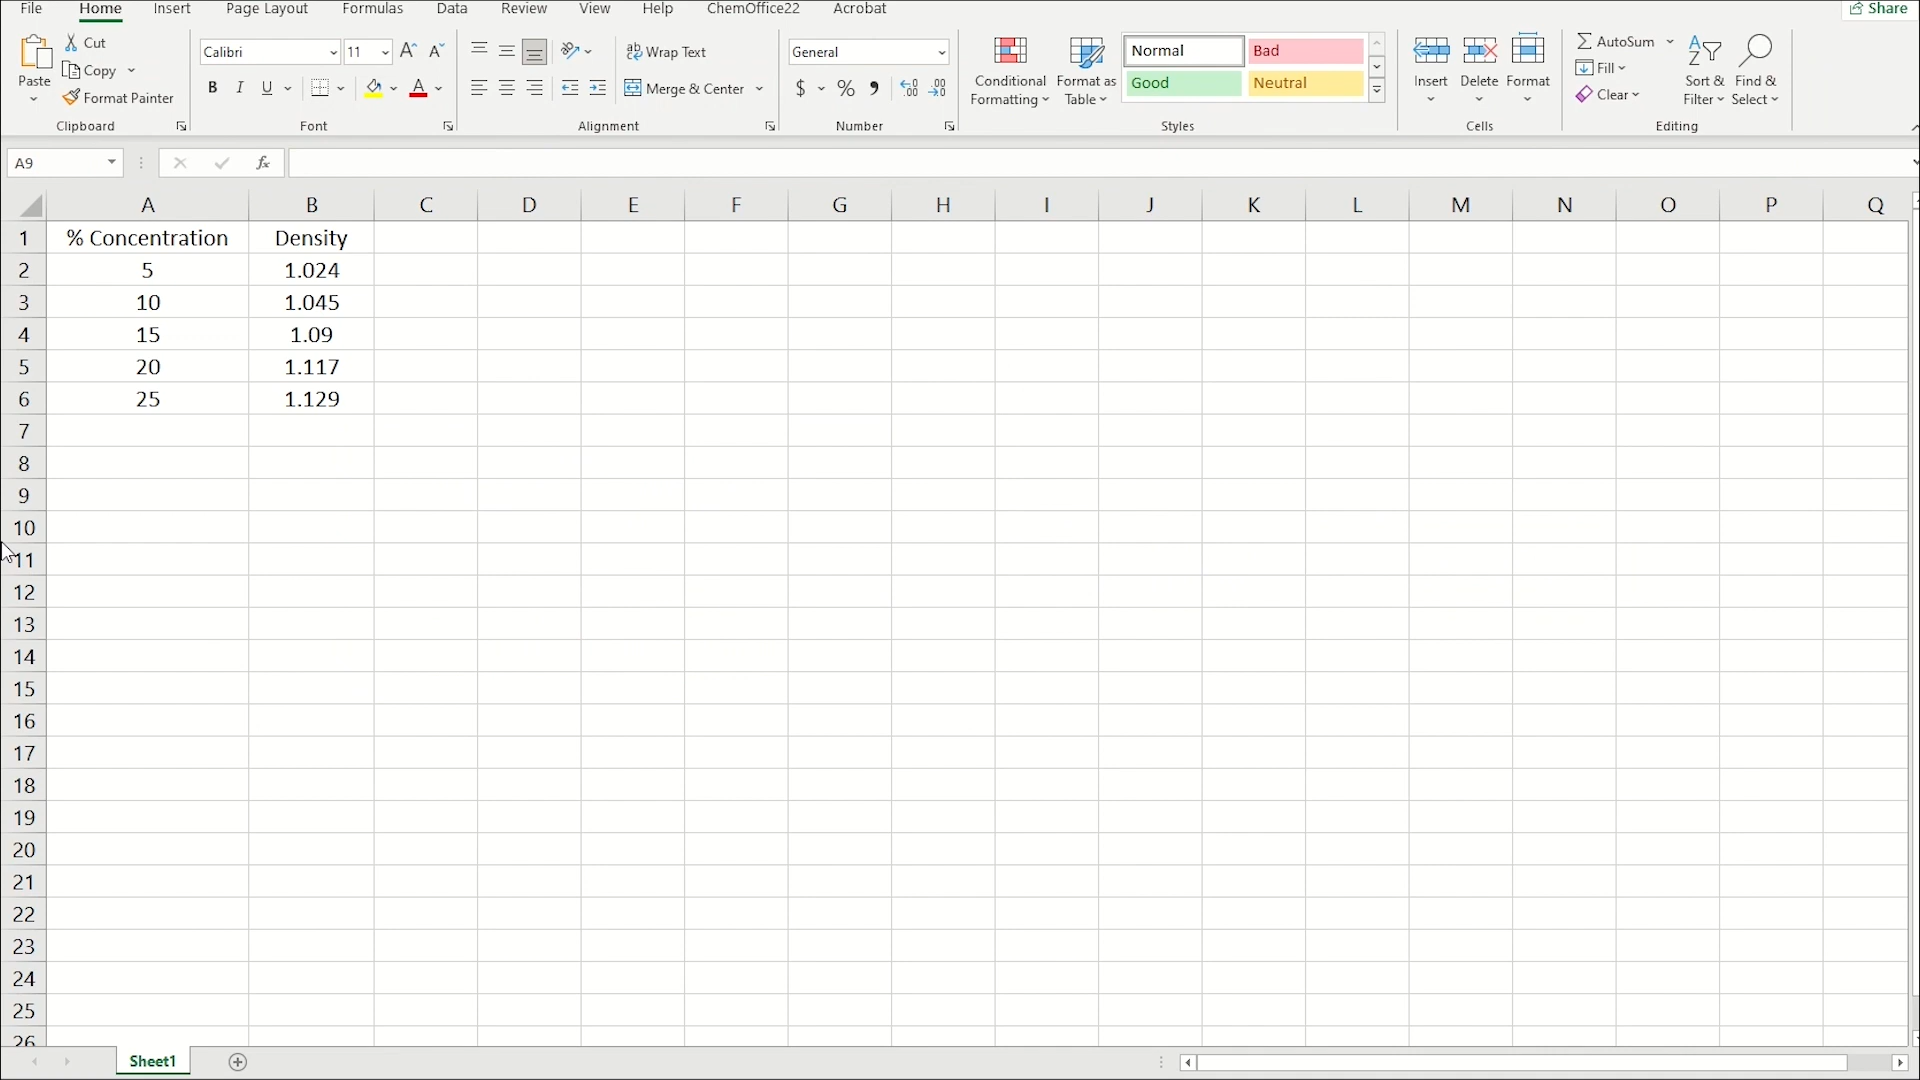 File Home Insert Page Layout Formulas Data Review View Help ChemOffice22 Acrobat Share
Paste
Cut
Copy
Format Painter
Clipboard
Calibri 11
B I U
Font
Wrap Text
Merge & Center
Alignment
General
$ %
Number
Conditional Formatting
Format as Table
Normal Bad
Good Neutral
Styles
Insert Delete Format
Cells
AutoSum
Fill
Clear
Sort & Filter
Find & Select
Editing
A9 fx
A B C D E F G H I J K L M N O P Q
1 % Concentration Density
2 5 1.024
3 10 1.045
4 15 1.09
5 20 1.117
6 25 1.129
7
8
9
10
11
12
13
14
15
16
17
18
19
20
21
22
23
24
25
26
Sheet1